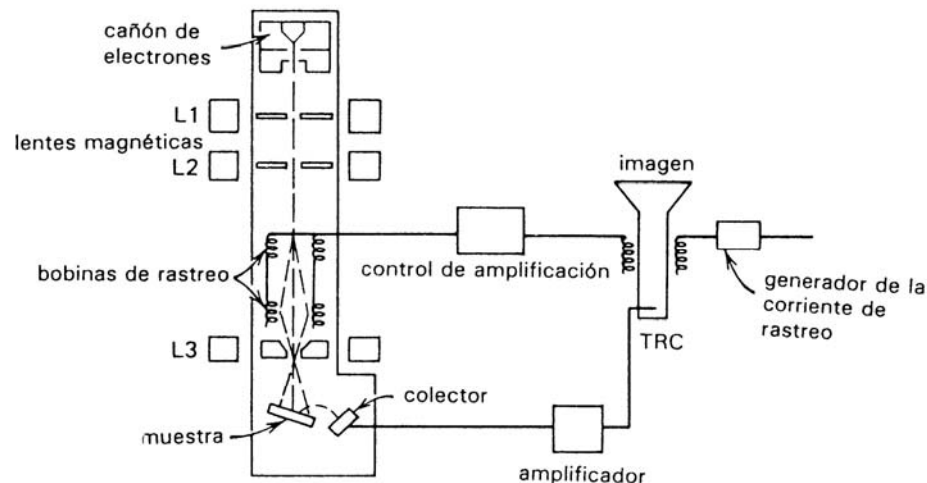 cañón de
electrones
L1
lentes magnéticas
L2
imagen
bobinas de rastreo
control de amplificación
generador de la
corriente de
rastreo
TRC
L3
colector
muestra
amplificador